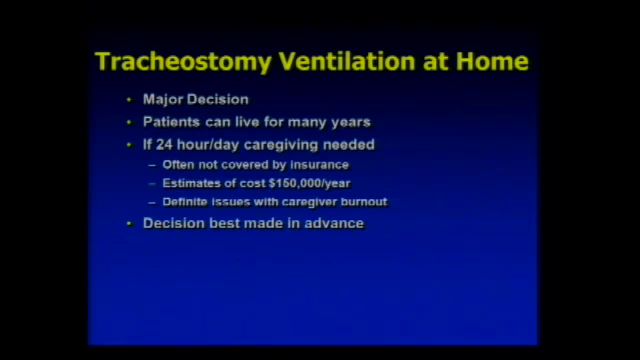 Tracheostomy Ventilation at Home
• Major Decision
• Patients can live for many years
• If 24 hour/day caregiving needed
– Often not covered by insurance
– Estimates of cost $150,000/year
– Definite issues with caregiver burnout
• Decision best made in advance